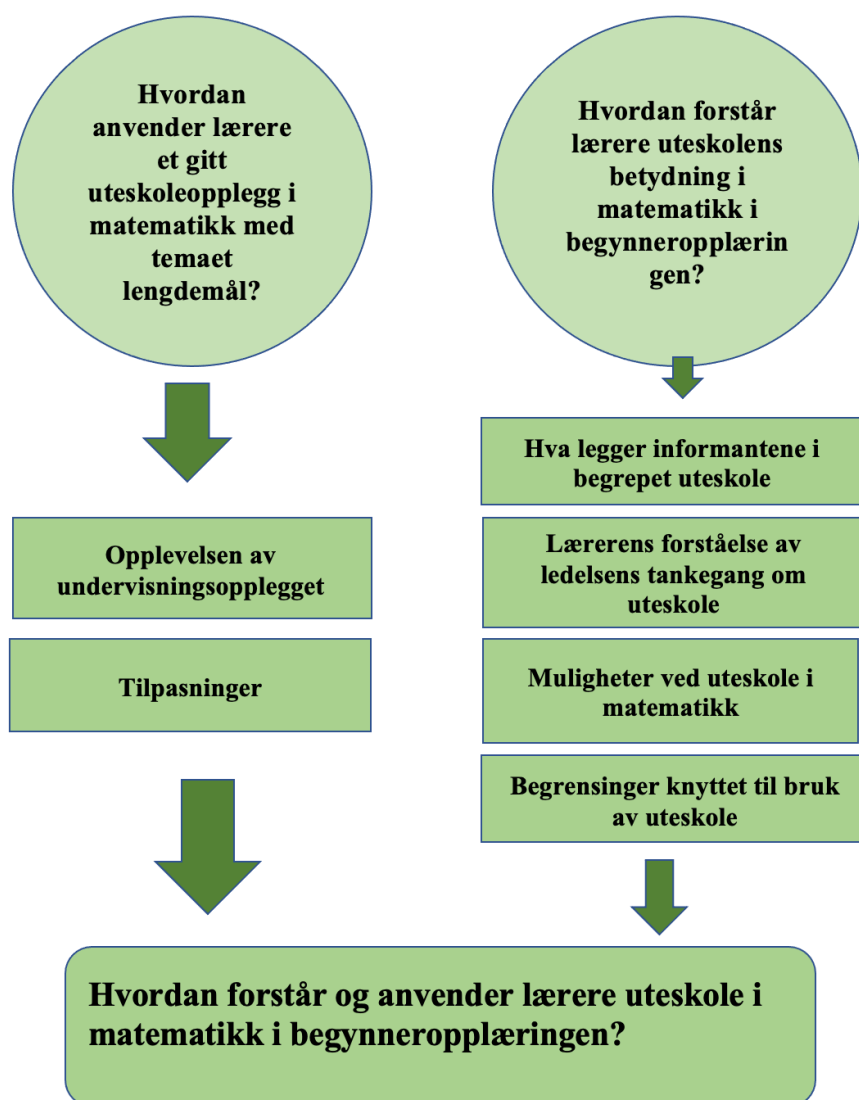 Hvordan
anvender lærere
et gitt
uteskoleopplegg i
matematikk med
temaet
lengdemål?
Hvordan forstår
lærere uteskolens
betydning i
matematikk i
begynneropplærin
gen?
Opplevelsen av
undervisningsopplegget
Tilpasninger
Hva legger informantene i
begrepet uteskole
Lærerens forståelse av
ledelsens tankegang om
uteskole
Muligheter ved uteskole i
matematikk
Begrensinger knyttet til bruk
av uteskole
Hvordan forstår og anvender lærere uteskole i
matematikk i begynneropplæringen?